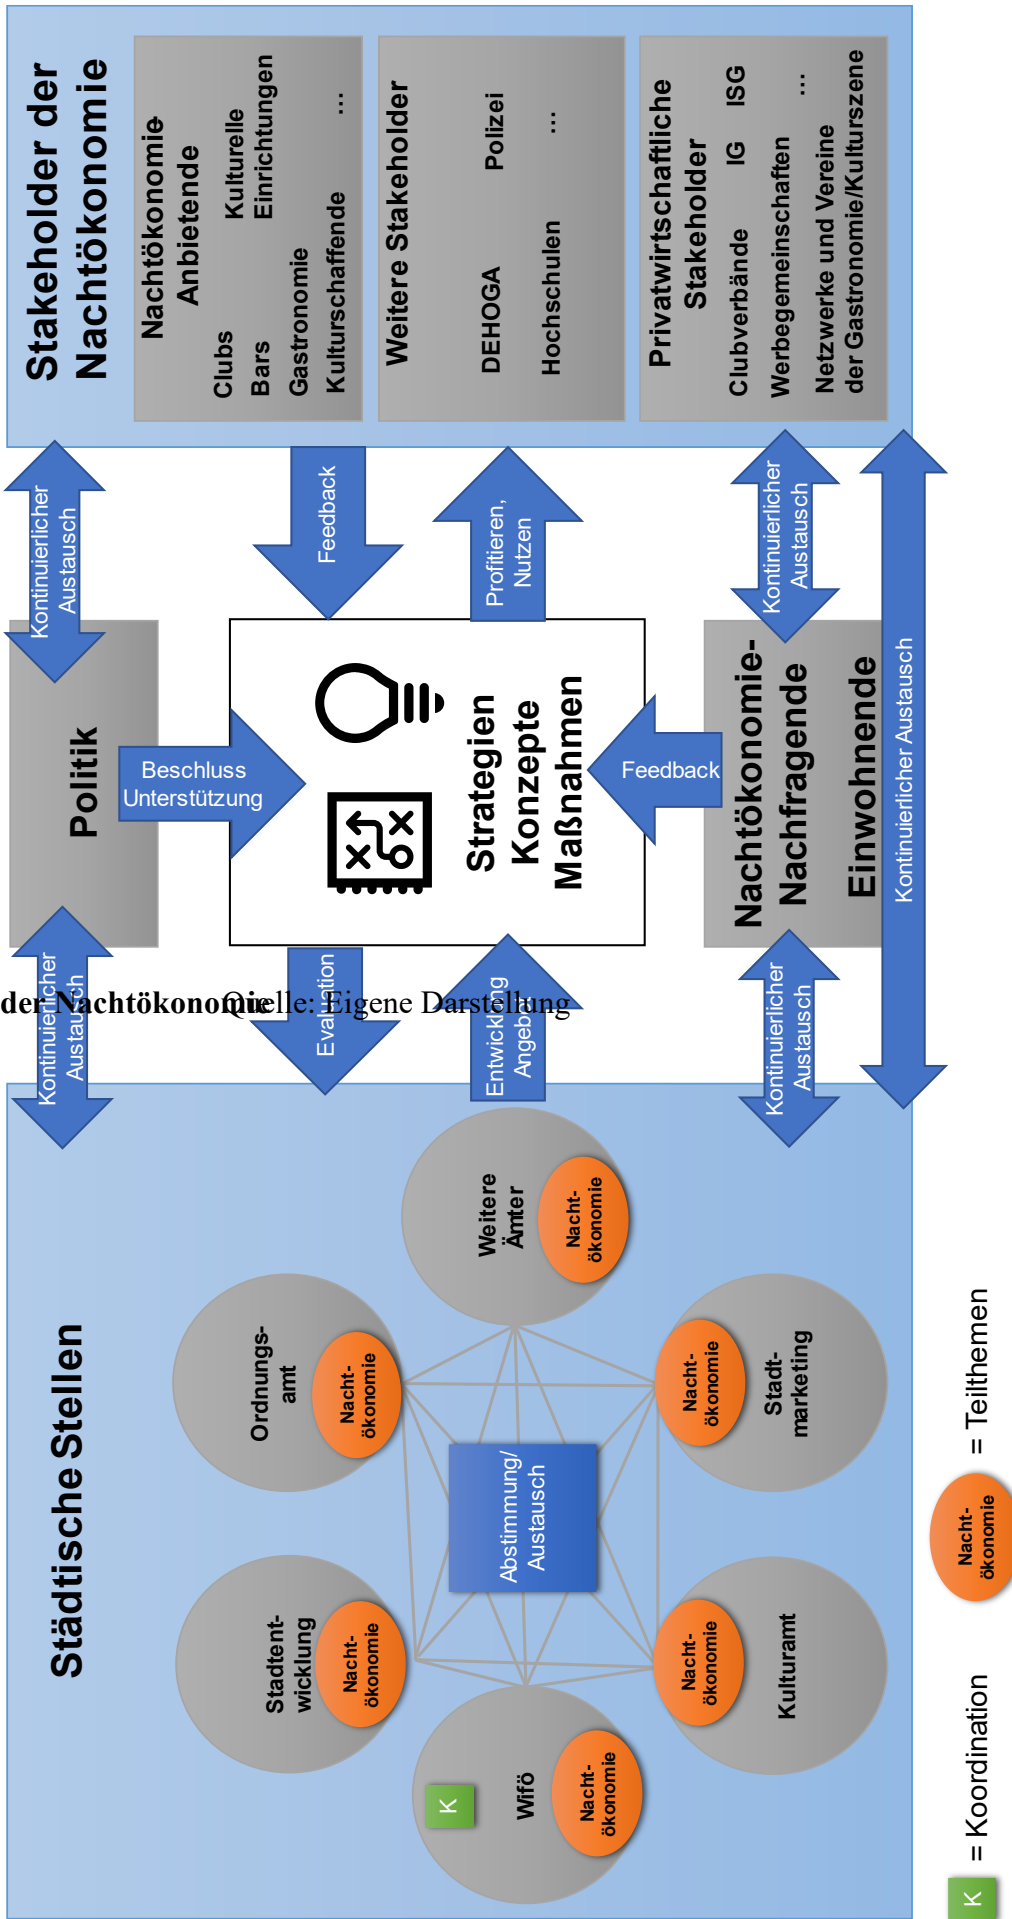 Städtische Stellen
Stadtent-
wicklung
Nacht-
ökonomie
Ordnungs-
amt
Nacht-
ökonomie
K
Wifö
Nacht-
ökonomie
Abstimmung/
Austausch
Weitere
Ämter
Nacht-
ökonomie
Nacht-
ökonomie
Kulturamt
Nacht-
ökonomie
Stadt-
marketing
Kontinuierlicher
Austausch
Evaluation
Entwicklung
Angebot
Kontinuierlicher
Austausch
Politik
Beschluss
Unterstützung
Strategien
Konzepte
Maßnahmen
Feedback
Nachtökonomie-
Nachfragende
Einwohnende
Kontinuierlicher Austausch
Kontinuierlicher
Austausch
Feedback
Profitieren,
Nutzen
Kontinuierlicher
Austausch
Stakeholder der
Nachtökonomie
Nachtökonomie-
Anbietende
Clubs
Kulturelle
Bars
Einrichtungen
Gastronomie
Kulturschaffende ...
Weitere Stakeholder
DEHOGA Polizei
Hochschulen ...
Privatwirtschaftliche
Stakeholder
Clubverbände IG ISG
Werbegemeinschaften
...
Netzwerke und Vereine
der Gastronomie/Kulturszene
K = Koordination
Nacht-
ökonomie
= Teilthemen
der Nachtökonomie
Quelle: Eigene Darstellung